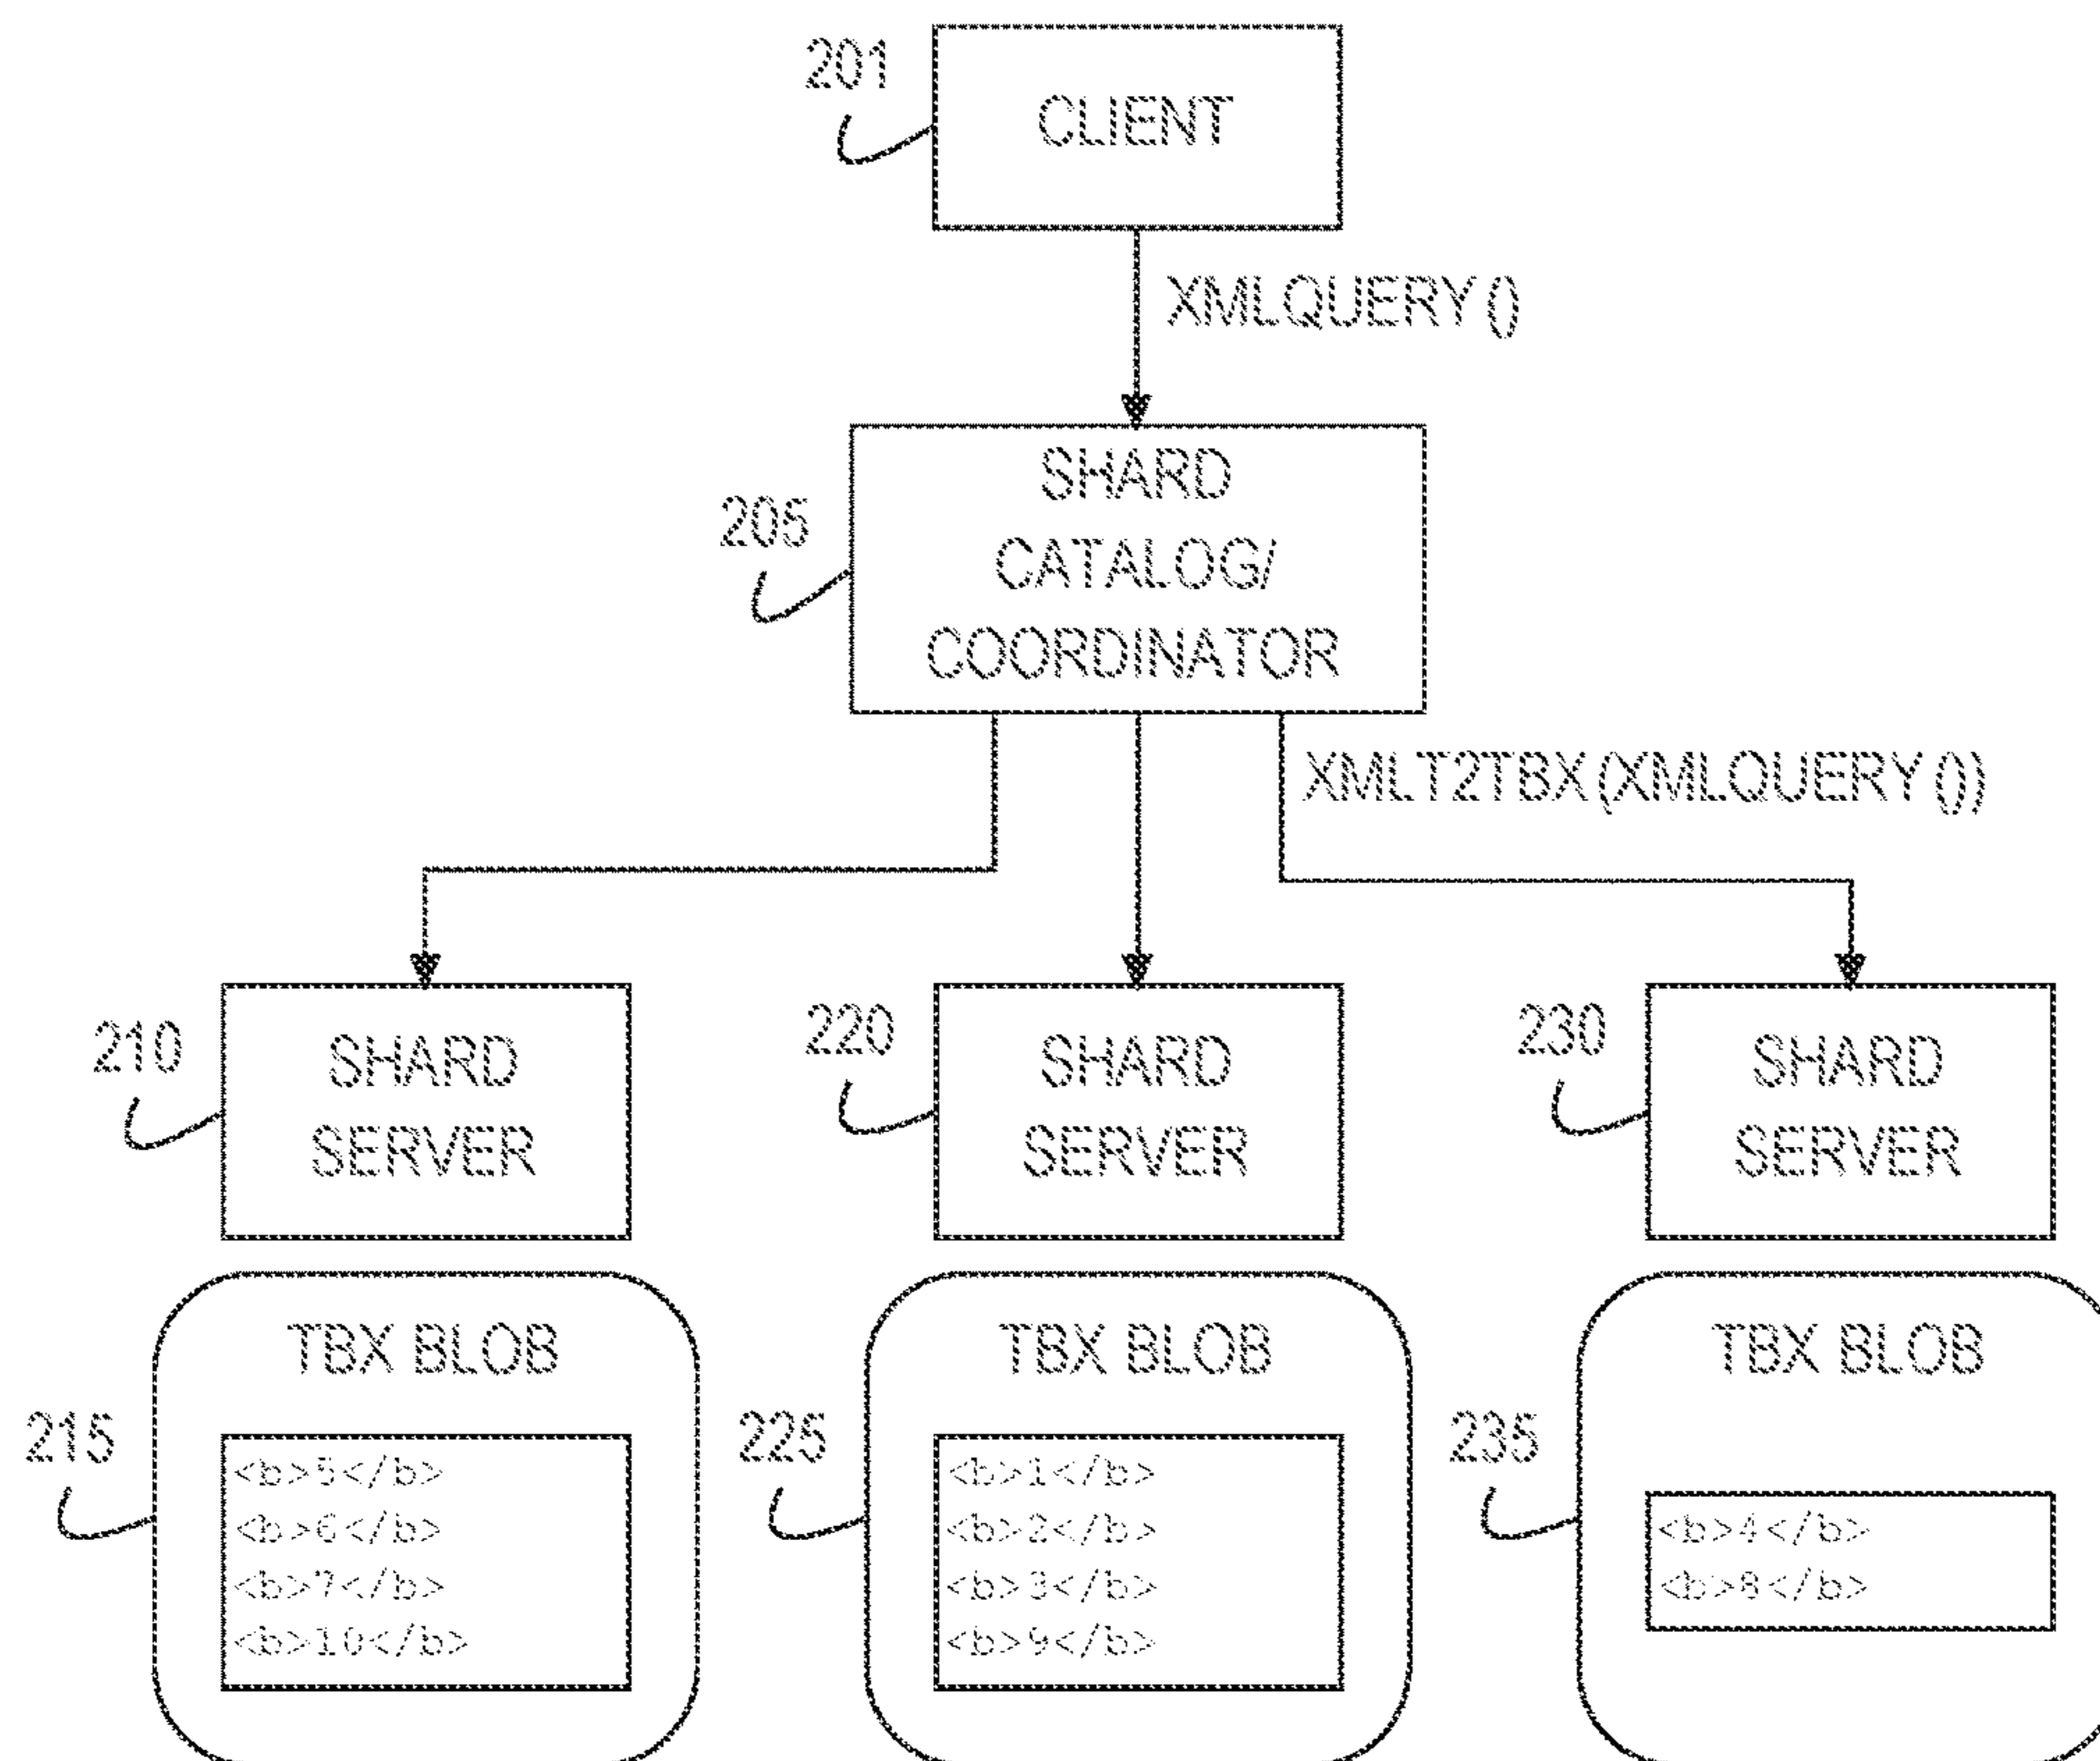 201
CLIENT
XMLQUERY()
205
SHARD
CATALOG/
COORDINATOR
XMLT2TBX(XMLQUERY())
210
SHARD
SERVER
220
SHARD
SERVER
230
SHARD
SERVER
215
TBX BLOB
<b>5</b>
<b>6</b>
<b>7</b>
<b>10</b>
225
TBX BLOB
<b>1</b>
<b>2</b>
<b>3</b>
<b>9</b>
235
TBX BLOB
<b>4</b>
<b>8</b>